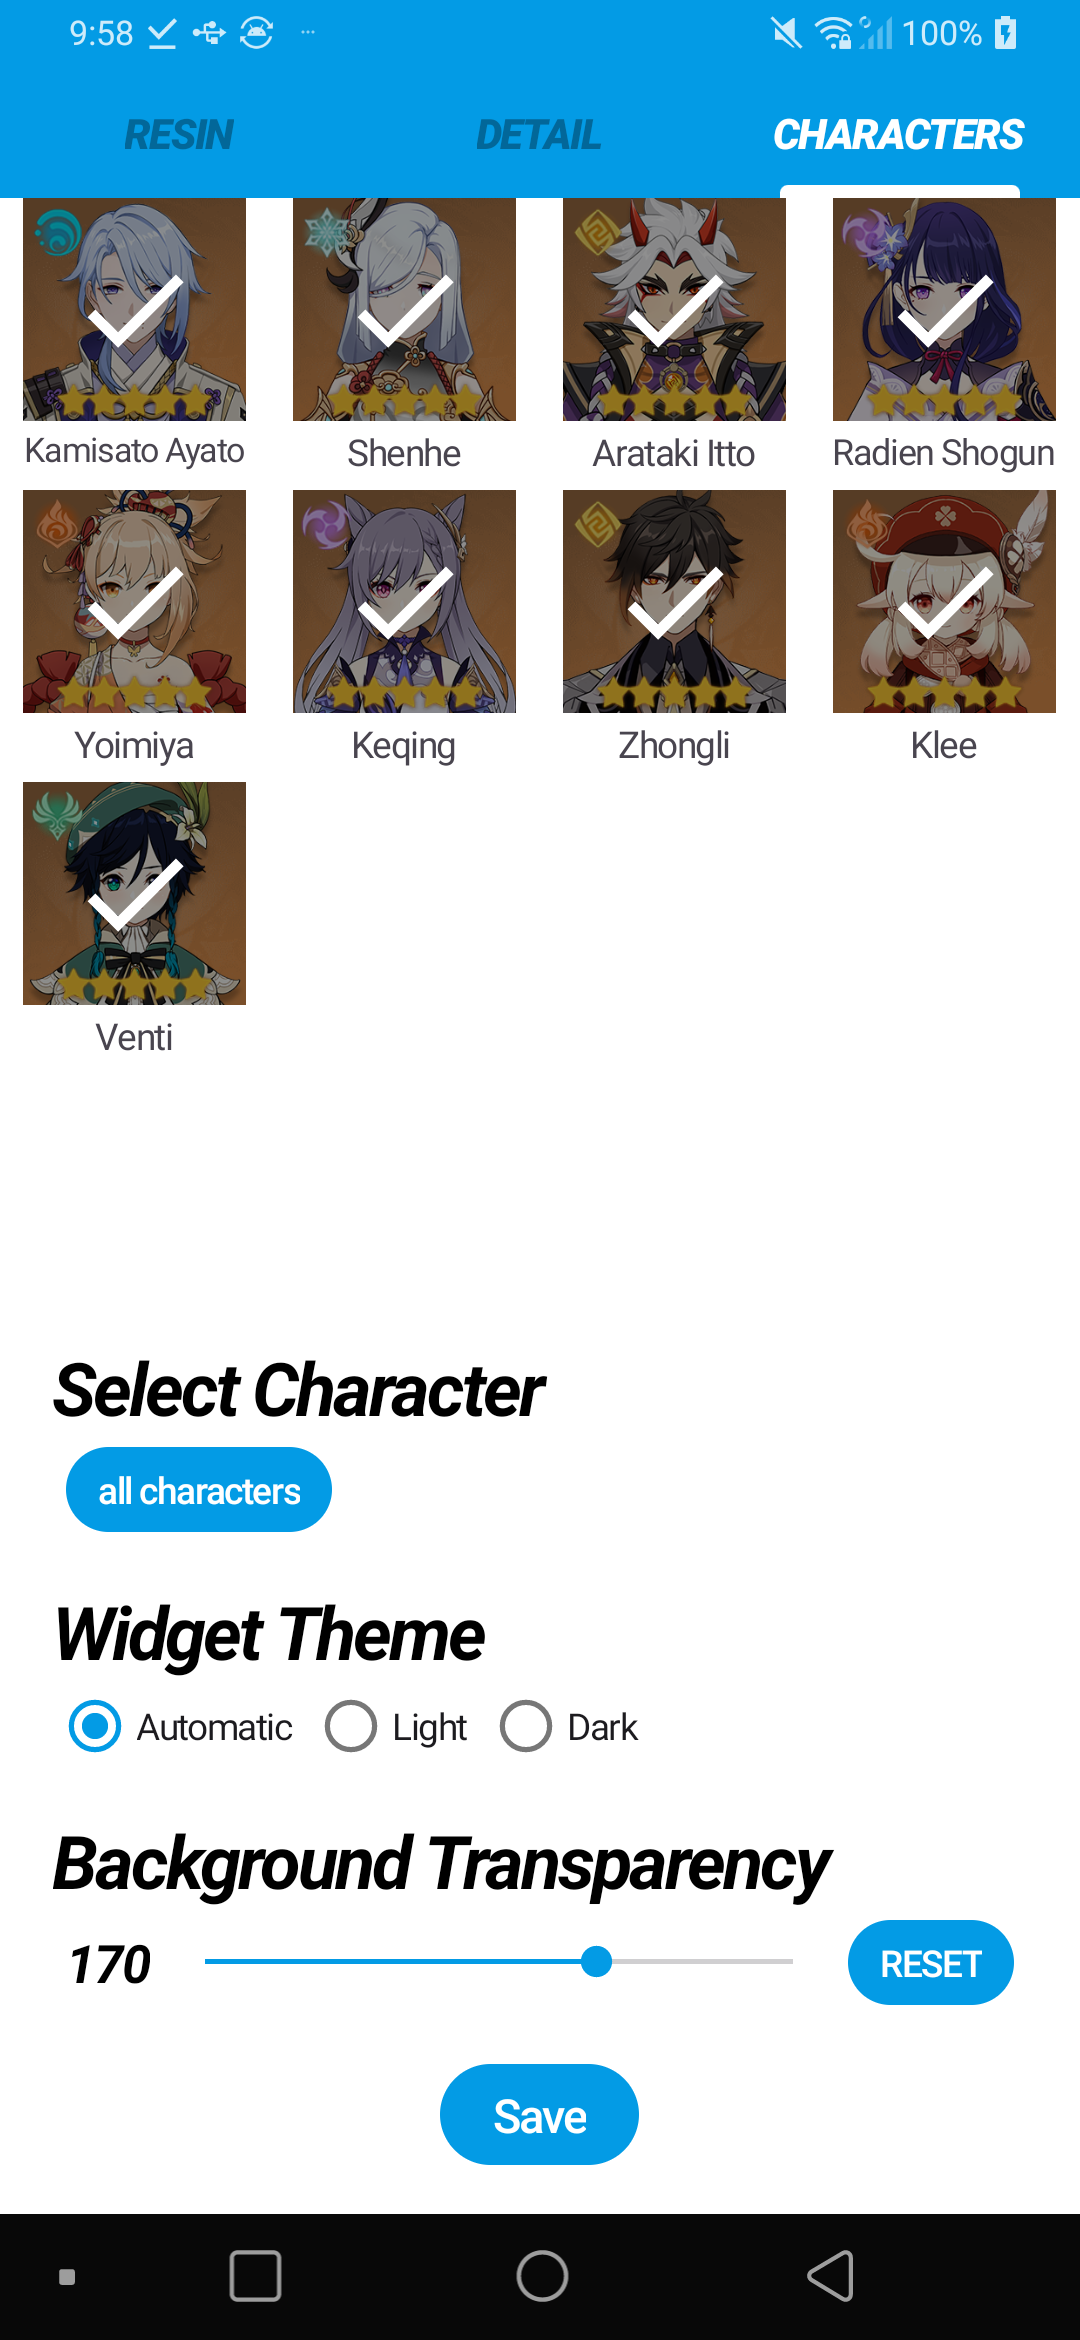 9:58 100%
RESIN DETAIL CHARACTERS
Kamisato Ayato Shenhe Arataki Itto Radien Shogun
Yoimiya Keqing Zhongli Klee
Venti
Select Character
all characters
Widget Theme
Automatic Light Dark
Background Transparency
170 RESET
Save